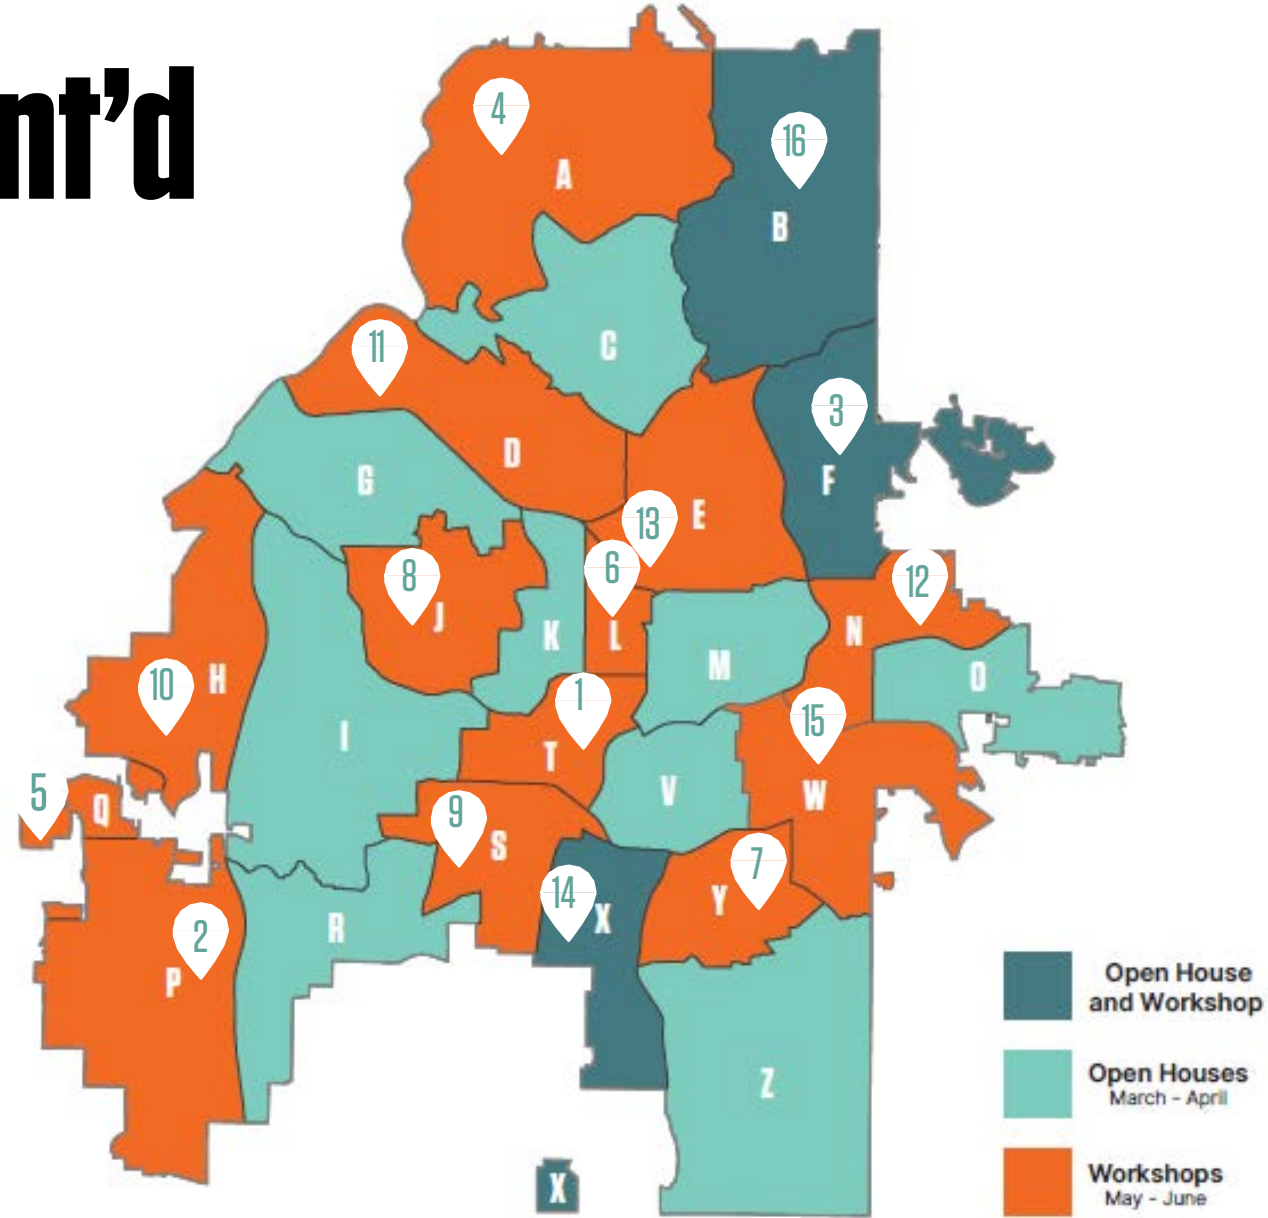 nt’d
4
16
A
B
11
C
3
D
G
F
13
E
6
8
12
J
N
K
L
M
10
H
O
1
15
I
T
5
Q
V
W
9
S
7
14
Y
X
R
2
P
Open House
and Workshop
Z
Open Houses
March - April
Workshops
May - June
X